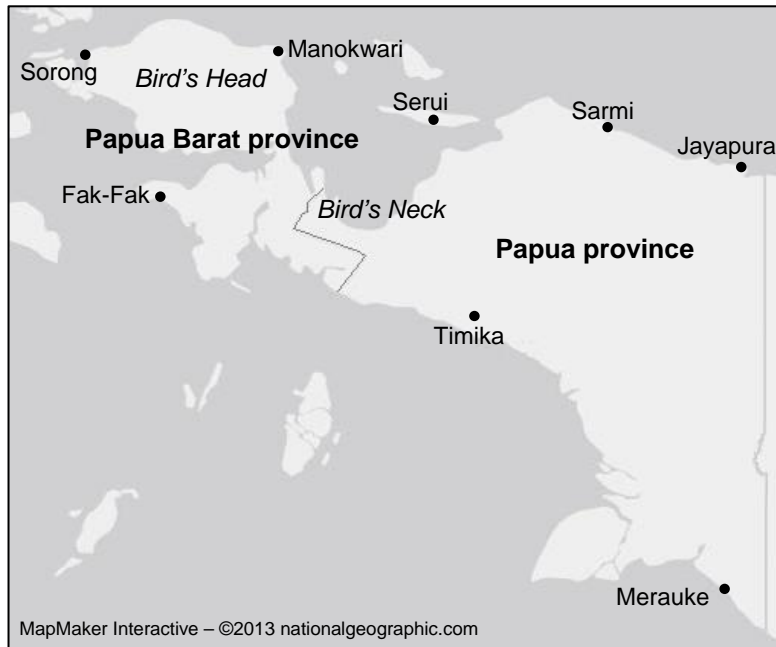 Manokwari
Sorong
Bird's Head
Serui
Sarmi
Papua Barat province
Jayapura
Fak-Fak
Bird's Neck
Papua province
Timika
Merauke
MapMaker Interactive – ©2013 nationalgeographic.com